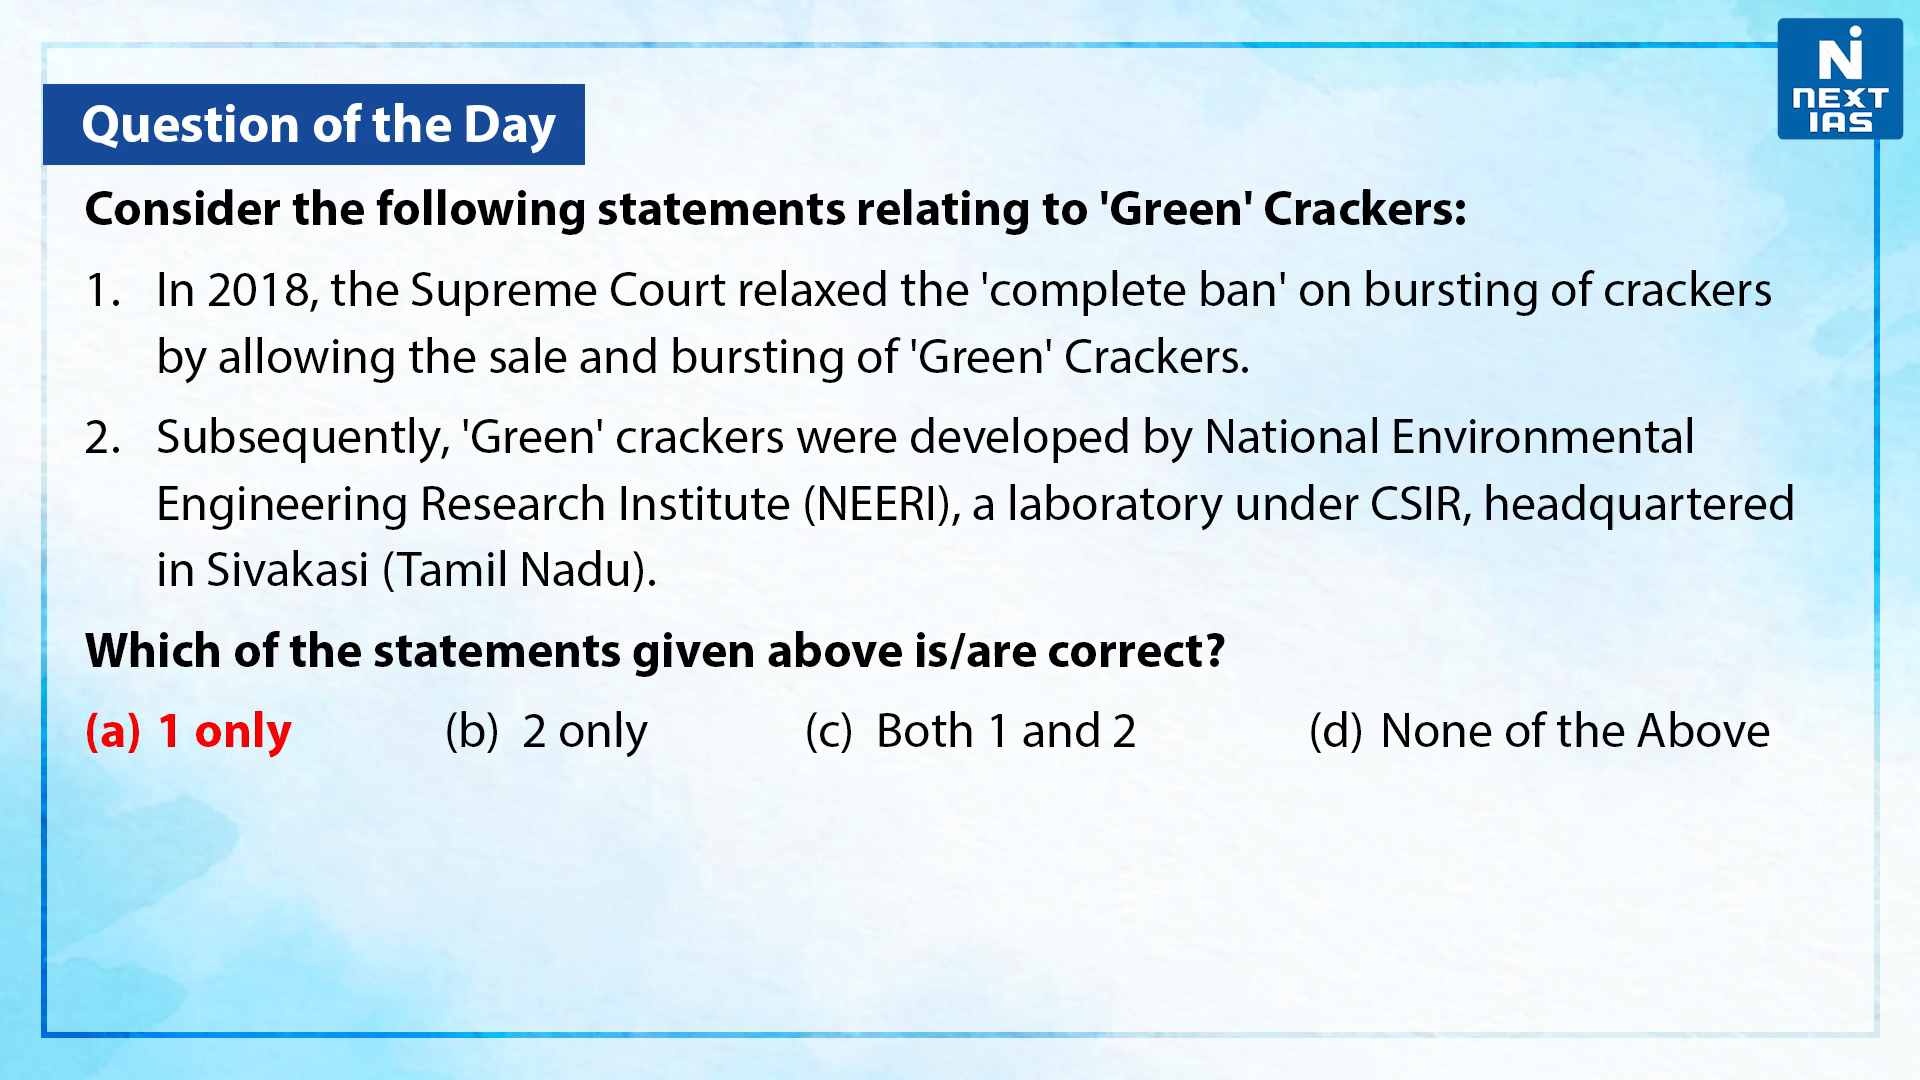 NEXT
IAS
Question of the Day
Consider the following statements relating to 'Green' Crackers:
1. In 2018, the Supreme Court relaxed the 'complete ban' on bursting of crackers
by allowing the sale and bursting of 'Green' Crackers.
2. Subsequently, 'Green' crackers were developed by National Environmental
Engineering Research Institute (NEERI), a laboratory under CSIR, headquartered
in Sivakasi (Tamil Nadu).
Which of the statements given above is/are correct?
(a) 1 only (b) 2 only (c) Both 1 and 2 (d) None of the Above